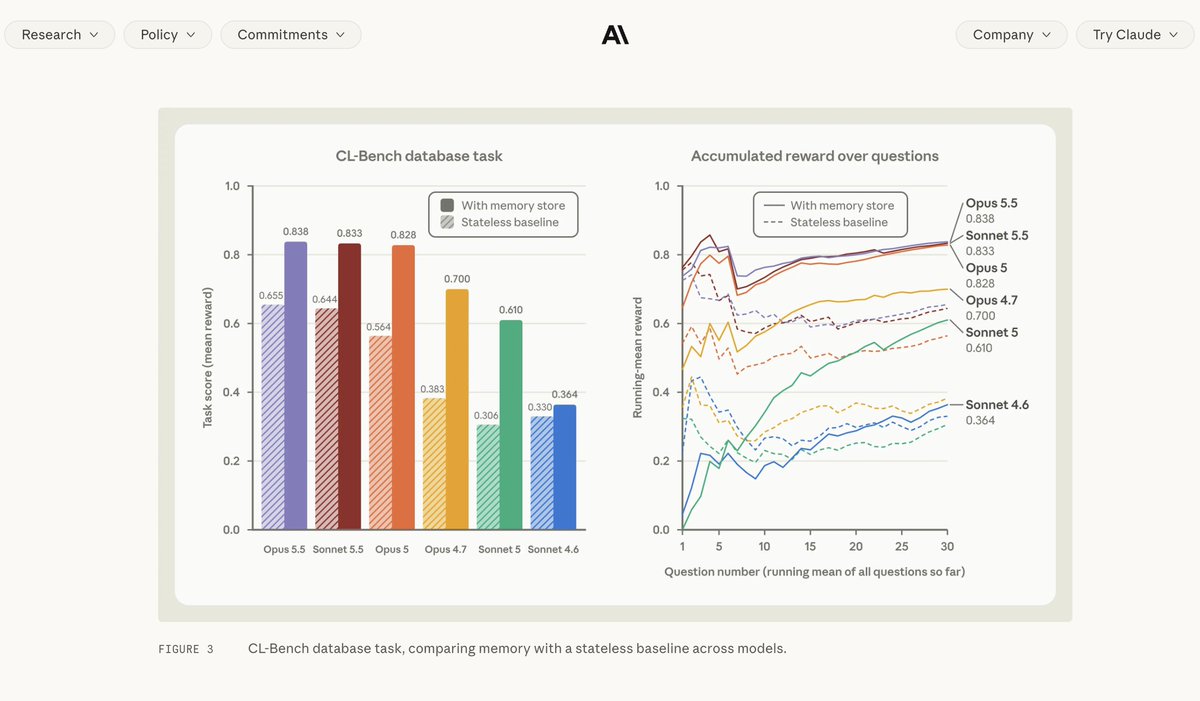 Research
Policy
Commitments
Company
Try Claude
CL-Bench database task
Task score (mean reward)
1.0
0.8
0.6
0.4
0.2
0.0
With memory store
Stateless baseline
0.655
0.838
0.644
0.833
0.564
0.828
0.383
0.700
0.306
0.610
0.330
0.364
Opus 5.5
Sonnet 5.5
Opus 5
Opus 4.7
Sonnet 5
Sonnet 4.6
Accumulated reward over questions
Running-mean reward
1.0
0.8
0.6
0.4
0.2
0.0
With memory store
Stateless baseline
Opus 5.5
0.838
Sonnet 5.5
0.833
Opus 5
0.828
Opus 4.7
0.700
Sonnet 5
0.610
Sonnet 4.6
0.364
1
5
10
15
20
25
30
Question number (running mean of all questions so far)
FIGURE 3 CL-Bench database task, comparing memory with a stateless baseline across models.